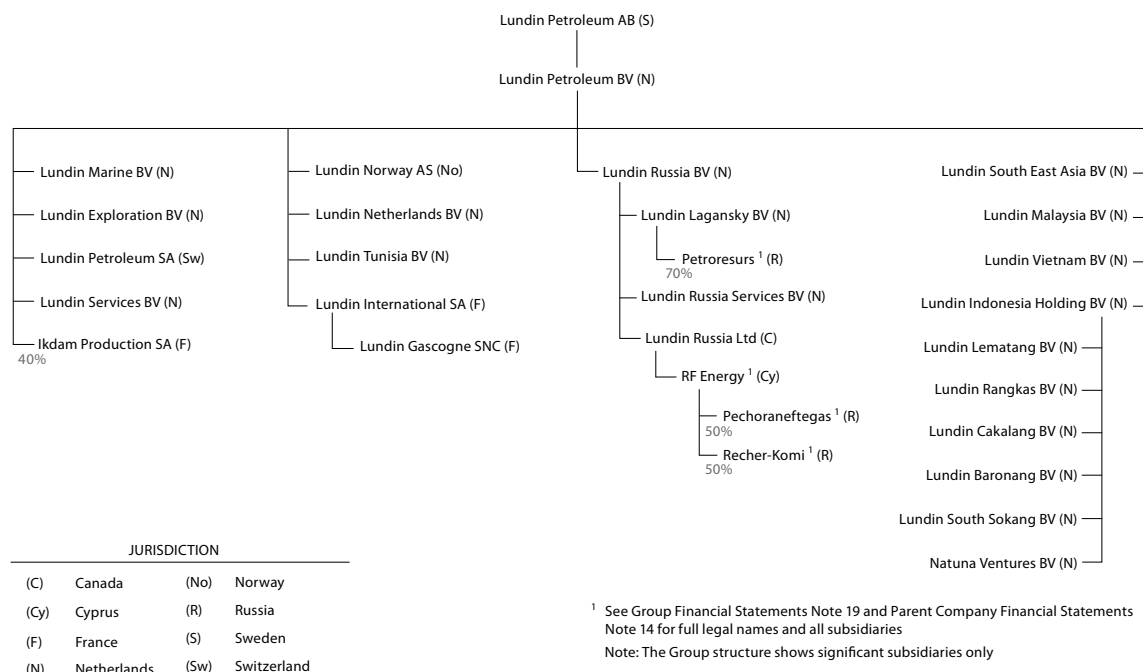 Lundin Petroleum AB (S)
Lundin Petroleum BV (N)
Lundin Marine BV (N)
Lundin Exploration BV (N)
Lundin Petroleum SA (Sw)
Lundin Services BV (N)
Ikdam Production SA (F)
40%
Lundin Norway AS (No)
Lundin Netherlands BV (N)
Lundin Tunisia BV (N)
Lundin International SA (F)
Lundin Gascogne SNC (F)
Lundin Russia BV (N)
Lundin Lagansky BV (N)
Petroresurs ¹ (R)
70%
Lundin Russia Services BV (N)
Lundin Russia Ltd (C)
RF Energy ¹ (Cy)
Pechoraneftegas ¹ (R)
50%
Recher-Komi ¹ (R)
50%
Lundin South East Asia BV (N)
Lundin Malaysia BV (N)
Lundin Vietnam BV (N)
Lundin Indonesia Holding BV (N)
Lundin Lematang BV (N)
Lundin Rangkas BV (N)
Lundin Cakalang BV (N)
Lundin Baronang BV (N)
Lundin South Sokang BV (N)
Natuna Ventures BV (N)
JURISDICTION
(C) Canada (No) Norway
(Cy) Cyprus (R) Russia
(F) France (S) Sweden
(N) Netherlands (Sw) Switzerland
¹ See Group Financial Statements Note 19 and Parent Company Financial Statements
Note 14 for full legal names and all subsidiaries
Note: The Group structure shows significant subsidiaries only